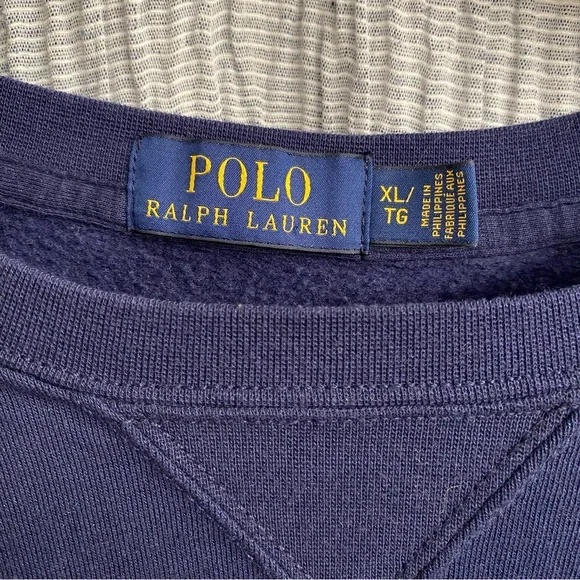 POLO
RALPH LAUREN
XL/
TG
MADE IN
PHILIPPINES
FABRIQUÉ AUX
PHILIPPINES